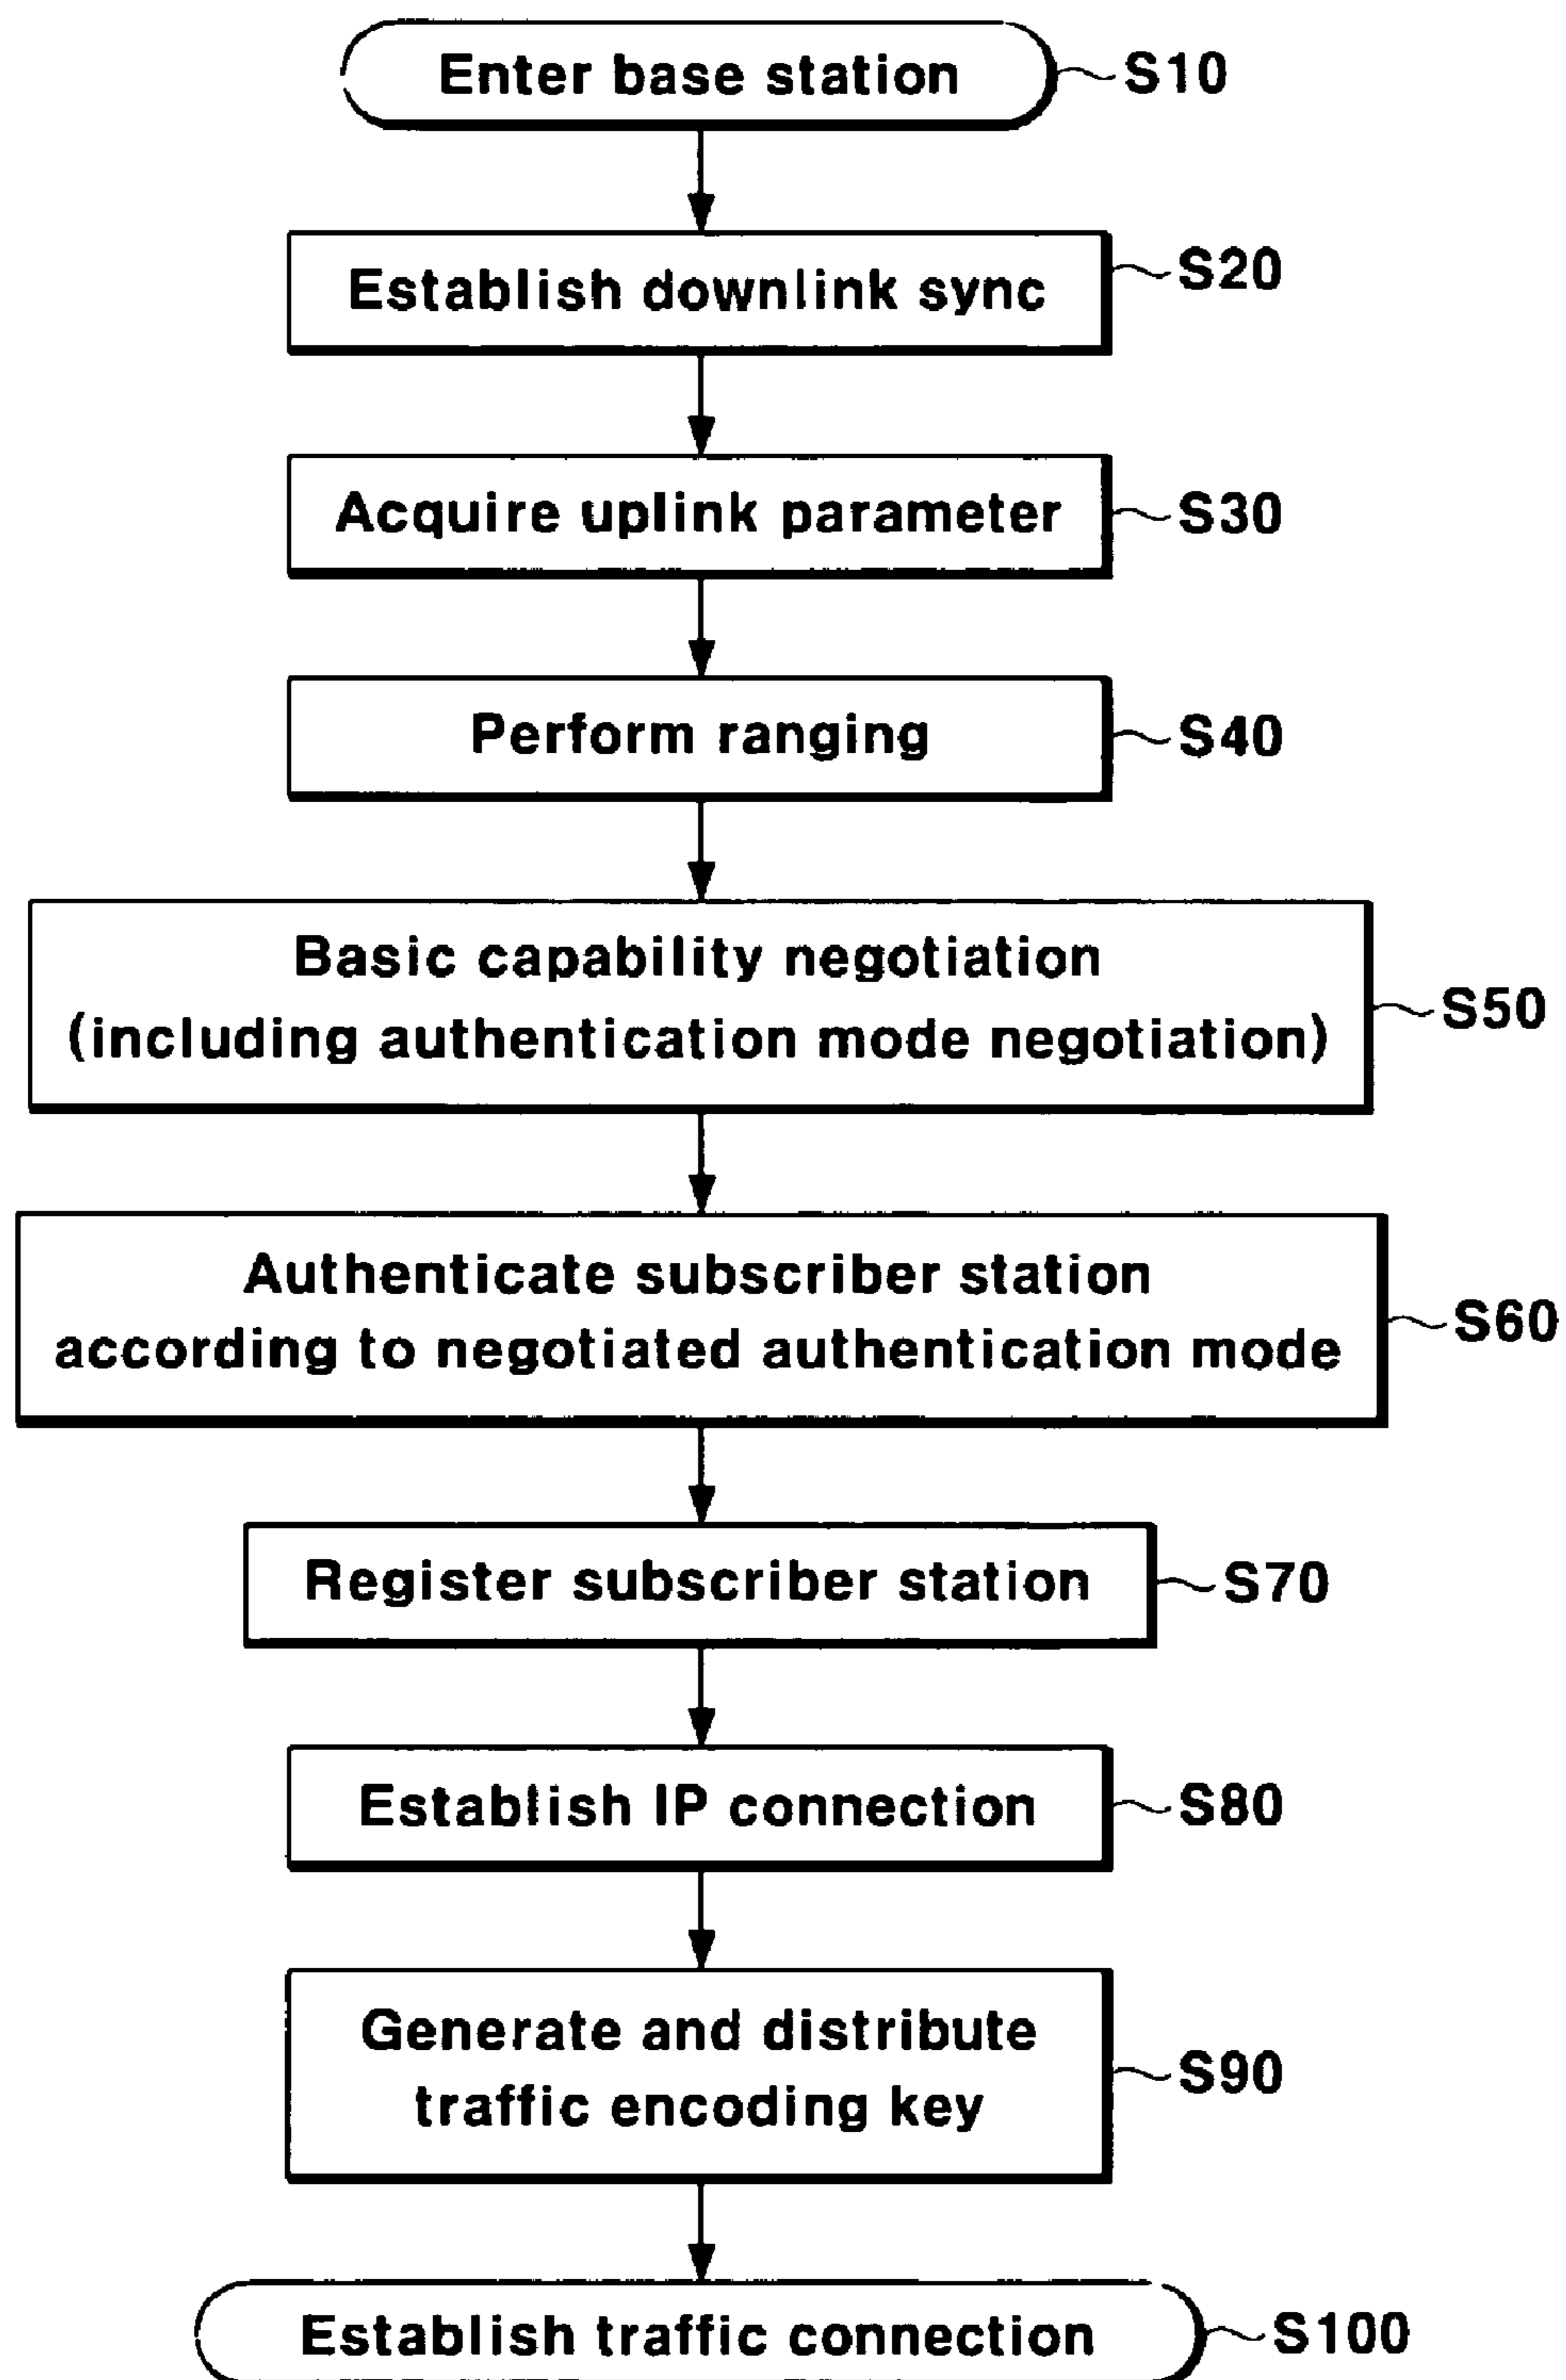 Enter base station S10
Establish downlink sync S20
Acquire uplink parameter S30
Perform ranging S40
Basic capability negotiation
(including authentication mode negotiation) S50
Authenticate subscriber station
according to negotiated authentication mode S60
Register subscriber station S70
Establish IP connection S80
Generate and distribute
traffic encoding key S90
Establish traffic connection S100